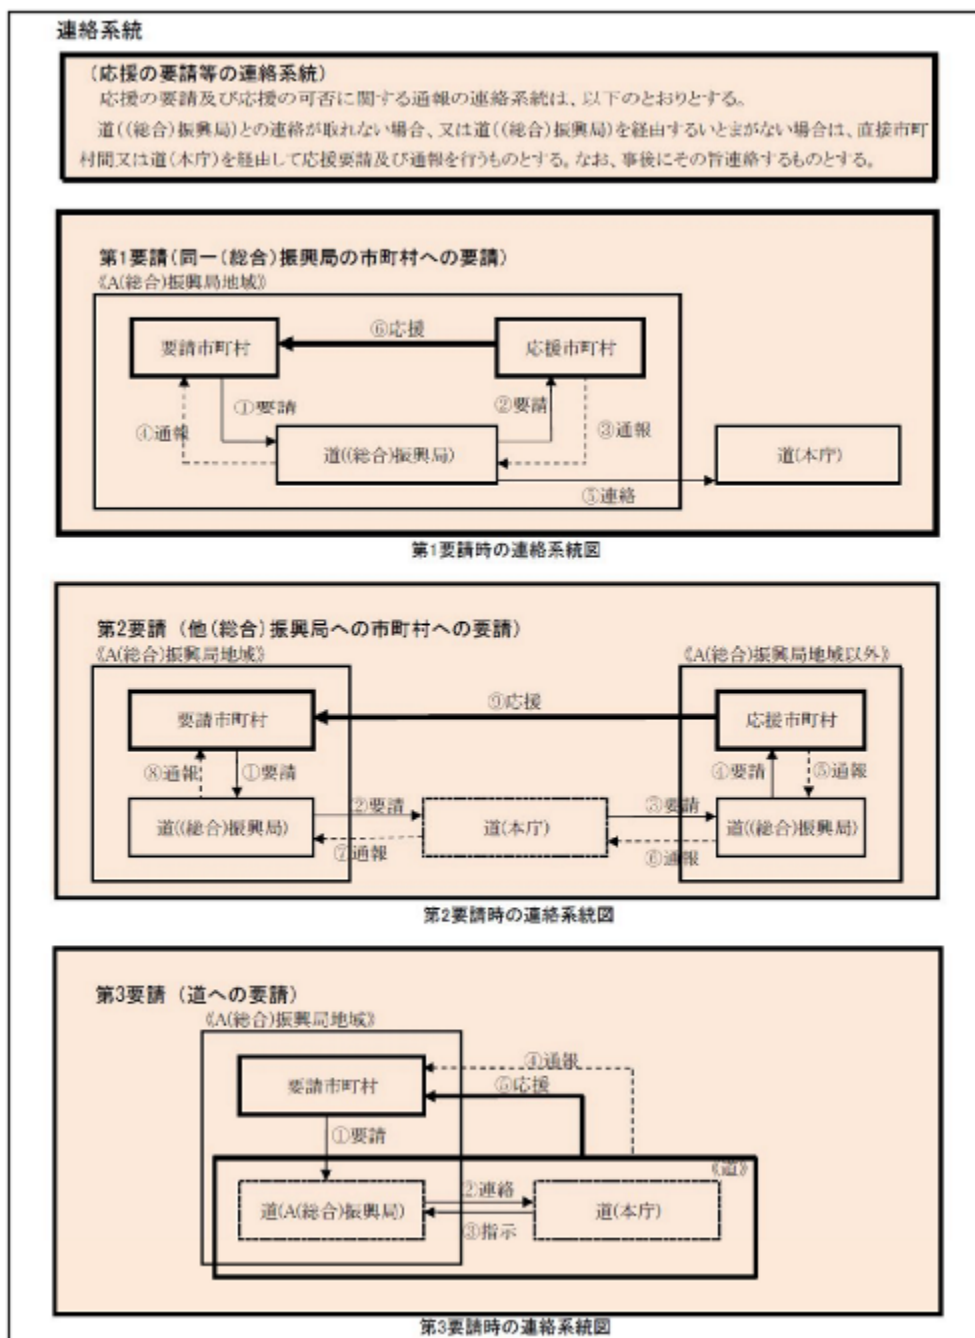 連絡系統
(応援の要請等の連絡系統)
応援の要請及び応援の可否に関する通報の連絡系統は、以下のとおりとする。
道((総合)振興局)との連絡が取れない場合、又は道((総合)振興局)を経由するいとまがない場合は、直接市町
村間又は道(本庁)を経由して応援要請及び通報を行うものとする。なお、事後にその旨連絡するものとする。
第1要請(同一(総合)振興局の市町村への要請)
《A(総合)振興局地域》
⑥応援
要請市町村
応援市町村
①要請
②要請
④通報
③通報
道((総合)振興局)
道(本庁)
⑤連絡
第1要請時の連絡系統図
第2要請 (他(総合)振興局への市町村への要請)
《A(総合)振興局地域》
《A(総合)振興局地域以外》
⑨応援
要請市町村
応援市町村
⑧通報
①要請
④要請
⑤通報
②要請
③要請
道((総合)振興局)
道(本庁)
道((総合)振興局)
⑦通報
⑥通報
第2要請時の連絡系統図
第3要請 (道への要請)
《A(総合)振興局地域》
④通報
⑤応援
要請市町村
①要請
《道》
②連絡
道(A(総合)振興局)
道(本庁)
③指示
第3要請時の連絡系統図